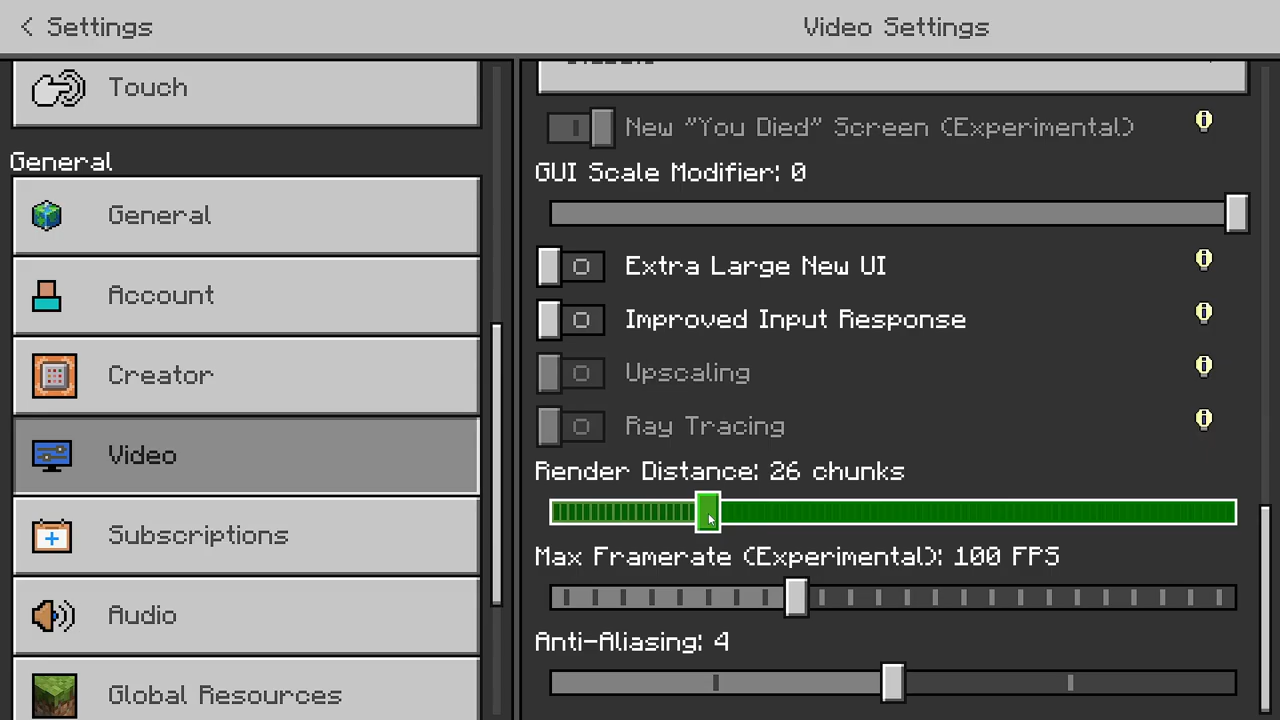 Settings
Video Settings
Touch
General
General
Account
Creator
Video
Subscriptions
Audio
Global Resources
New "You Died" Screen (Experimental)
GUI Scale Modifier: 0
Extra Large New UI
Improved Input Response
Upscaling
Ray Tracing
Render Distance: 26 chunks
Max Framerate (Experimental): 100 FPS
Anti-Aliasing: 4